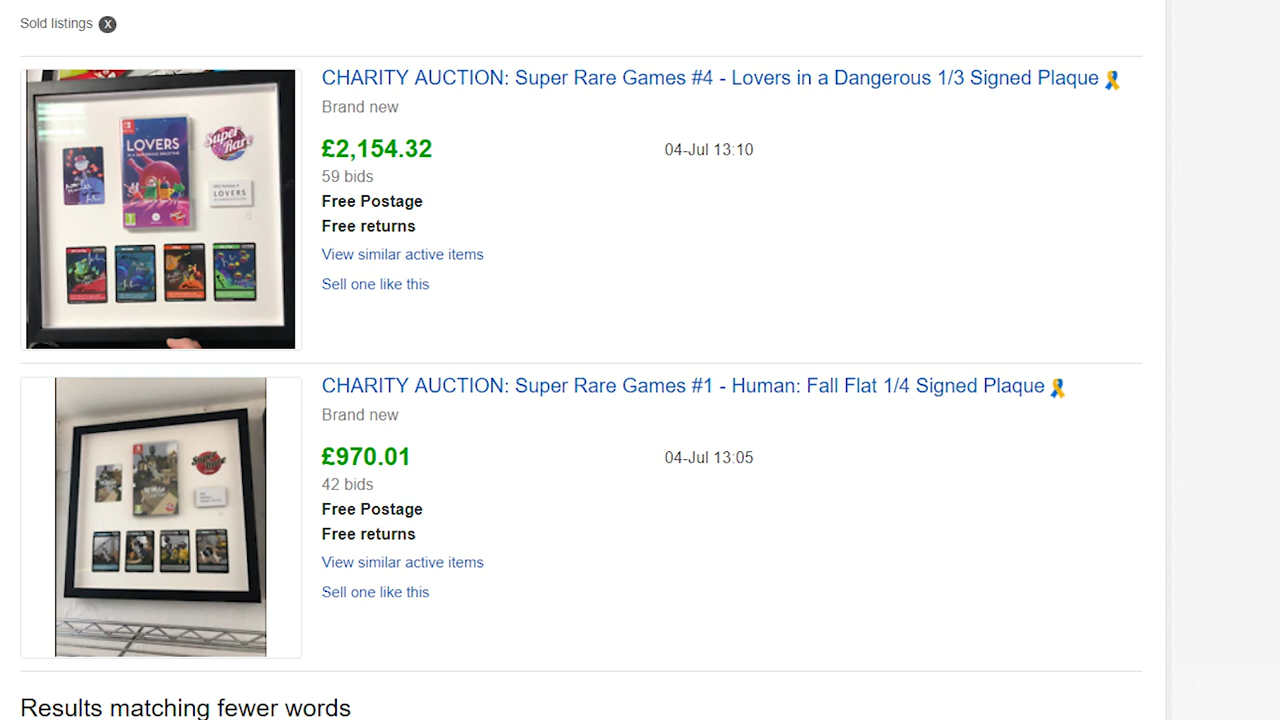 Sold listings X
CHARITY AUCTION: Super Rare Games #4 - Lovers in a Dangerous 1/3 Signed Plaque
Brand new
£2,154.32
04-Jul 13:10
59 bids
Free Postage
Free returns
View similar active items
Sell one like this
LOVERS
Super
Rare
LOVERS
CHARITY AUCTION: Super Rare Games #1 - Human: Fall Flat 1/4 Signed Plaque
Brand new
£970.01
04-Jul 13:05
42 bids
Free Postage
Free returns
View similar active items
Sell one like this
Results matching fewer words